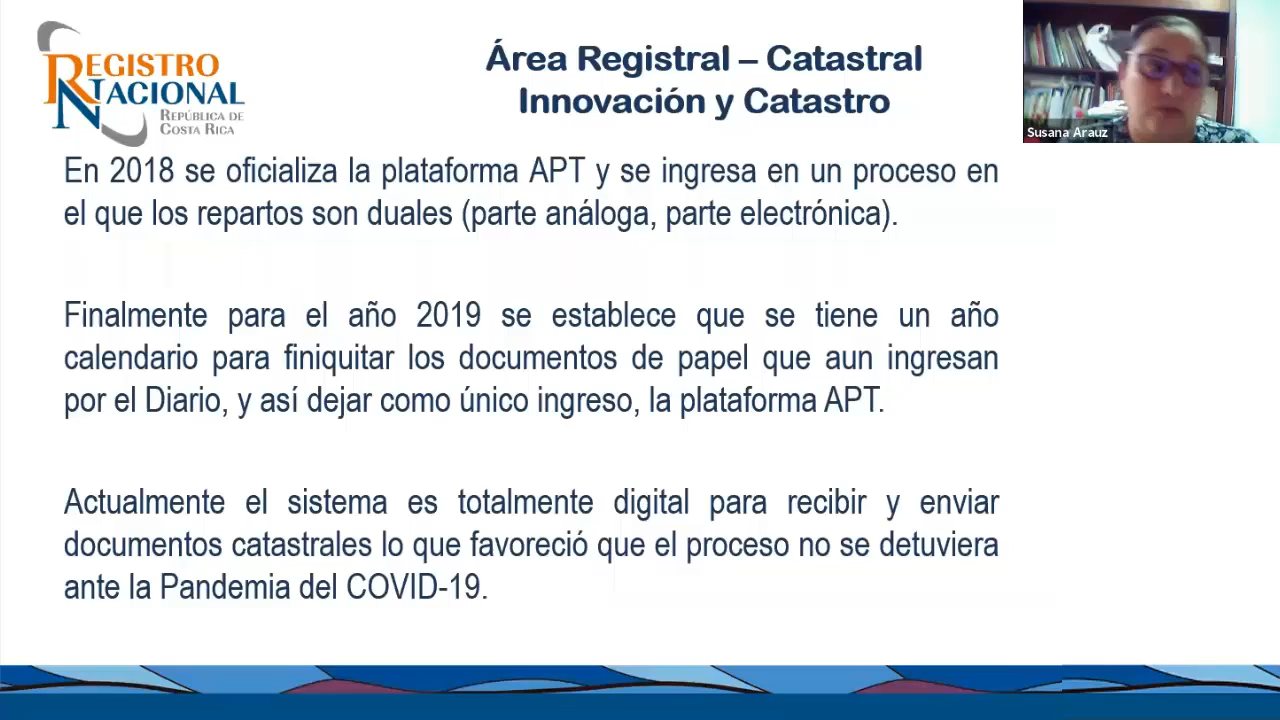 REGISTRO
NACIONAL
REPÚBLICA DE
COSTA RICA
Área Registral – Catastral
Innovación y Catastro
Susana Arauz
En 2018 se oficializa la plataforma APT y se ingresa en un proceso en
el que los repartos son duales (parte análoga, parte electrónica).
Finalmente para el año 2019 se establece que se tiene un año
calendario para finiquitar los documentos de papel que aun ingresan
por el Diario, y así dejar como único ingreso, la plataforma APT.
Actualmente el sistema es totalmente digital para recibir y enviar
documentos catastrales lo que favoreció que el proceso no se detuviera
ante la Pandemia del COVID-19.